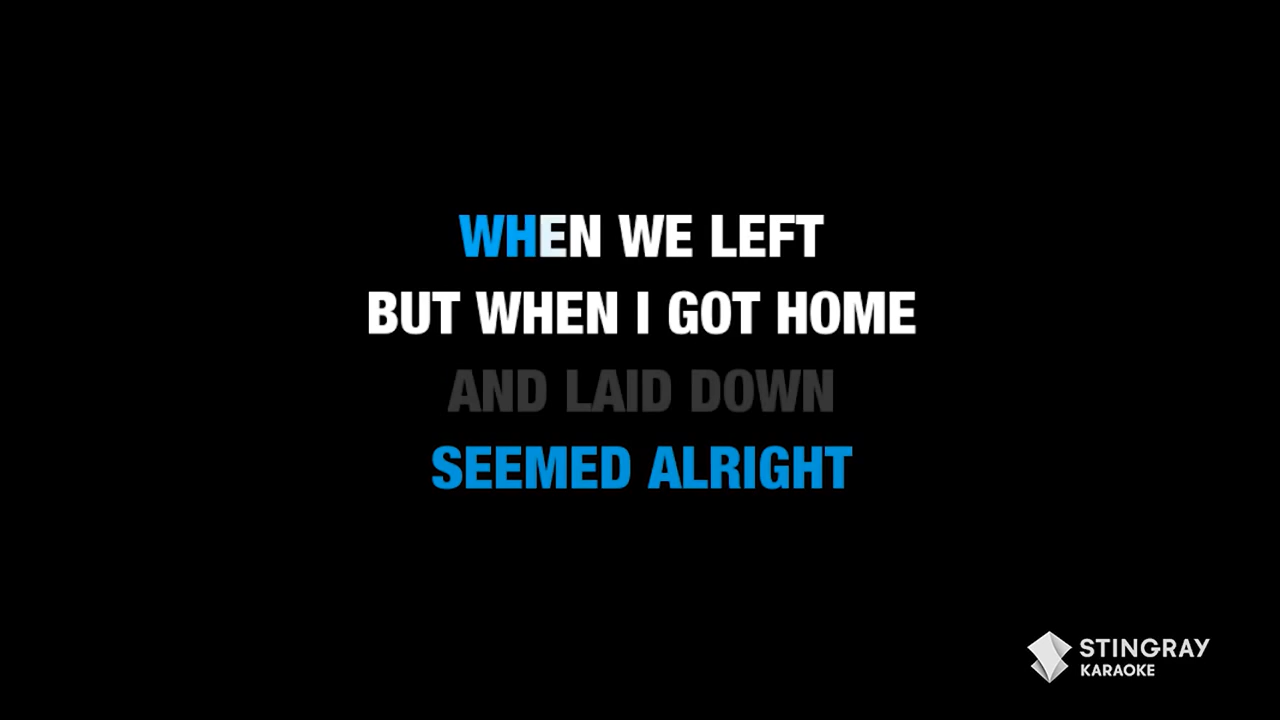 WHEN WE LEFT
BUT WHEN I GOT HOME
AND LAID DOWN
SEEMED ALRIGHT
STINGRAY
KARAOKE